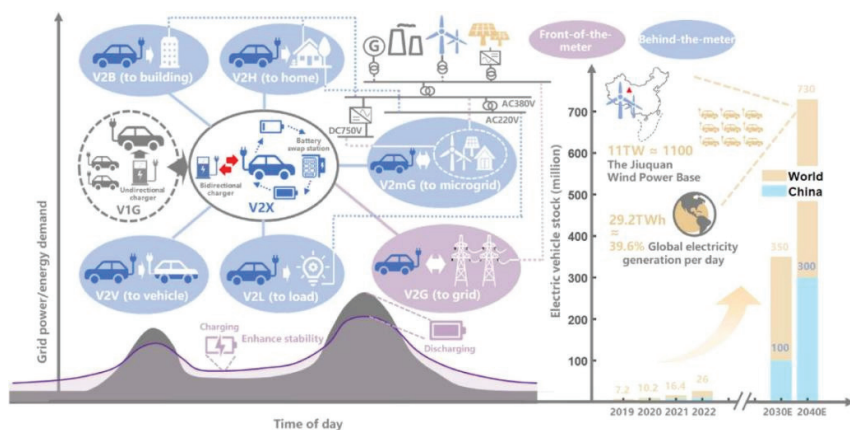 Front-of-the-
meter
Behind-the-meter
V2B (to building)
V2H (to home)
G
AC380V
AC220V
DC750V
Battery
swap station
Undirectional
charger
V1G
Bidirectional
charger
V2X
V2mG (to microgrid)
V2V (to vehicle)
V2L (to load)
V2G (to grid)
Grid power/energy demand
Charging
Enhance stability
Discharging
Time of day
Electric vehicle stock (million)
700
600
500
400
300
200
100
11TW = 1100
The Jiuquan
Wind Power Base
29.2TWh
=
39.6% Global electricity
generation per day
World
China
730
350
300
100
7.2
10.2
16.4
26
2019
2020
2021
2022
2030E
2040E